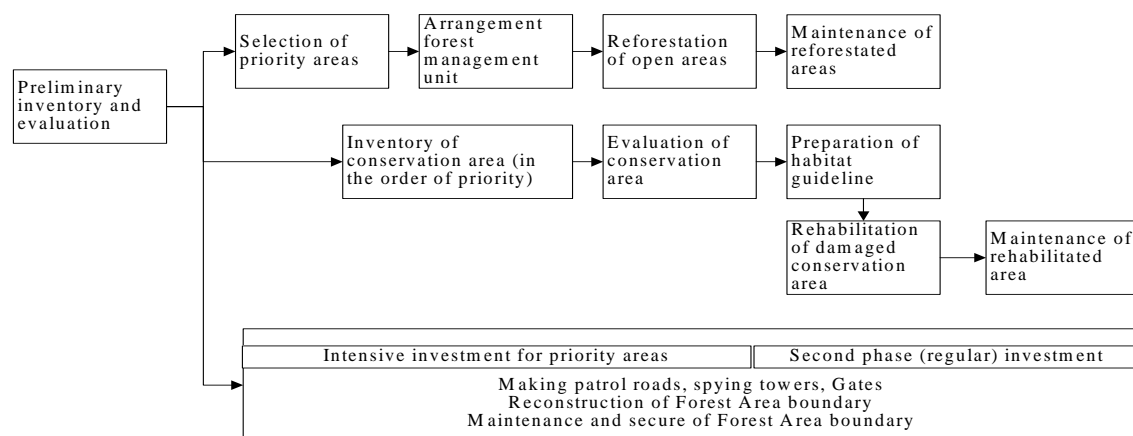 Selection of
priority areas
Arrangement
forest
management
unit
Reforestation
of open areas
Maintenance of
reforestated
areas
Preliminary
inventory and
evaluation
Inventory of
conservation area (in
the order of priority)
Evaluation of
conservation
area
Preparation of
habitat
guideline
Rehabilitation
of damaged
conservation
area
Maintenance of
rehabilitated
area
Intensive investment for priority areas
Second phase (regular) investment
Making patrol roads, spying towers, Gates
Reconstruction of Forest Area boundary
Maintenance and secure of Forest Area boundary